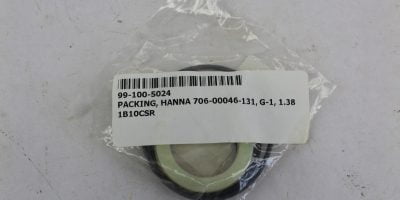 99-100-5024
PACKING, HANNA 706-00046-131, G-1, 1.38
1B10CSR